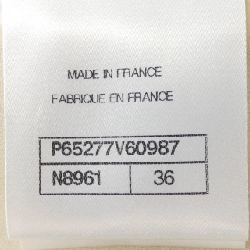 MADE IN FRANCE
FABRIQUE EN FRANCE
P65277V60987
N8961 36